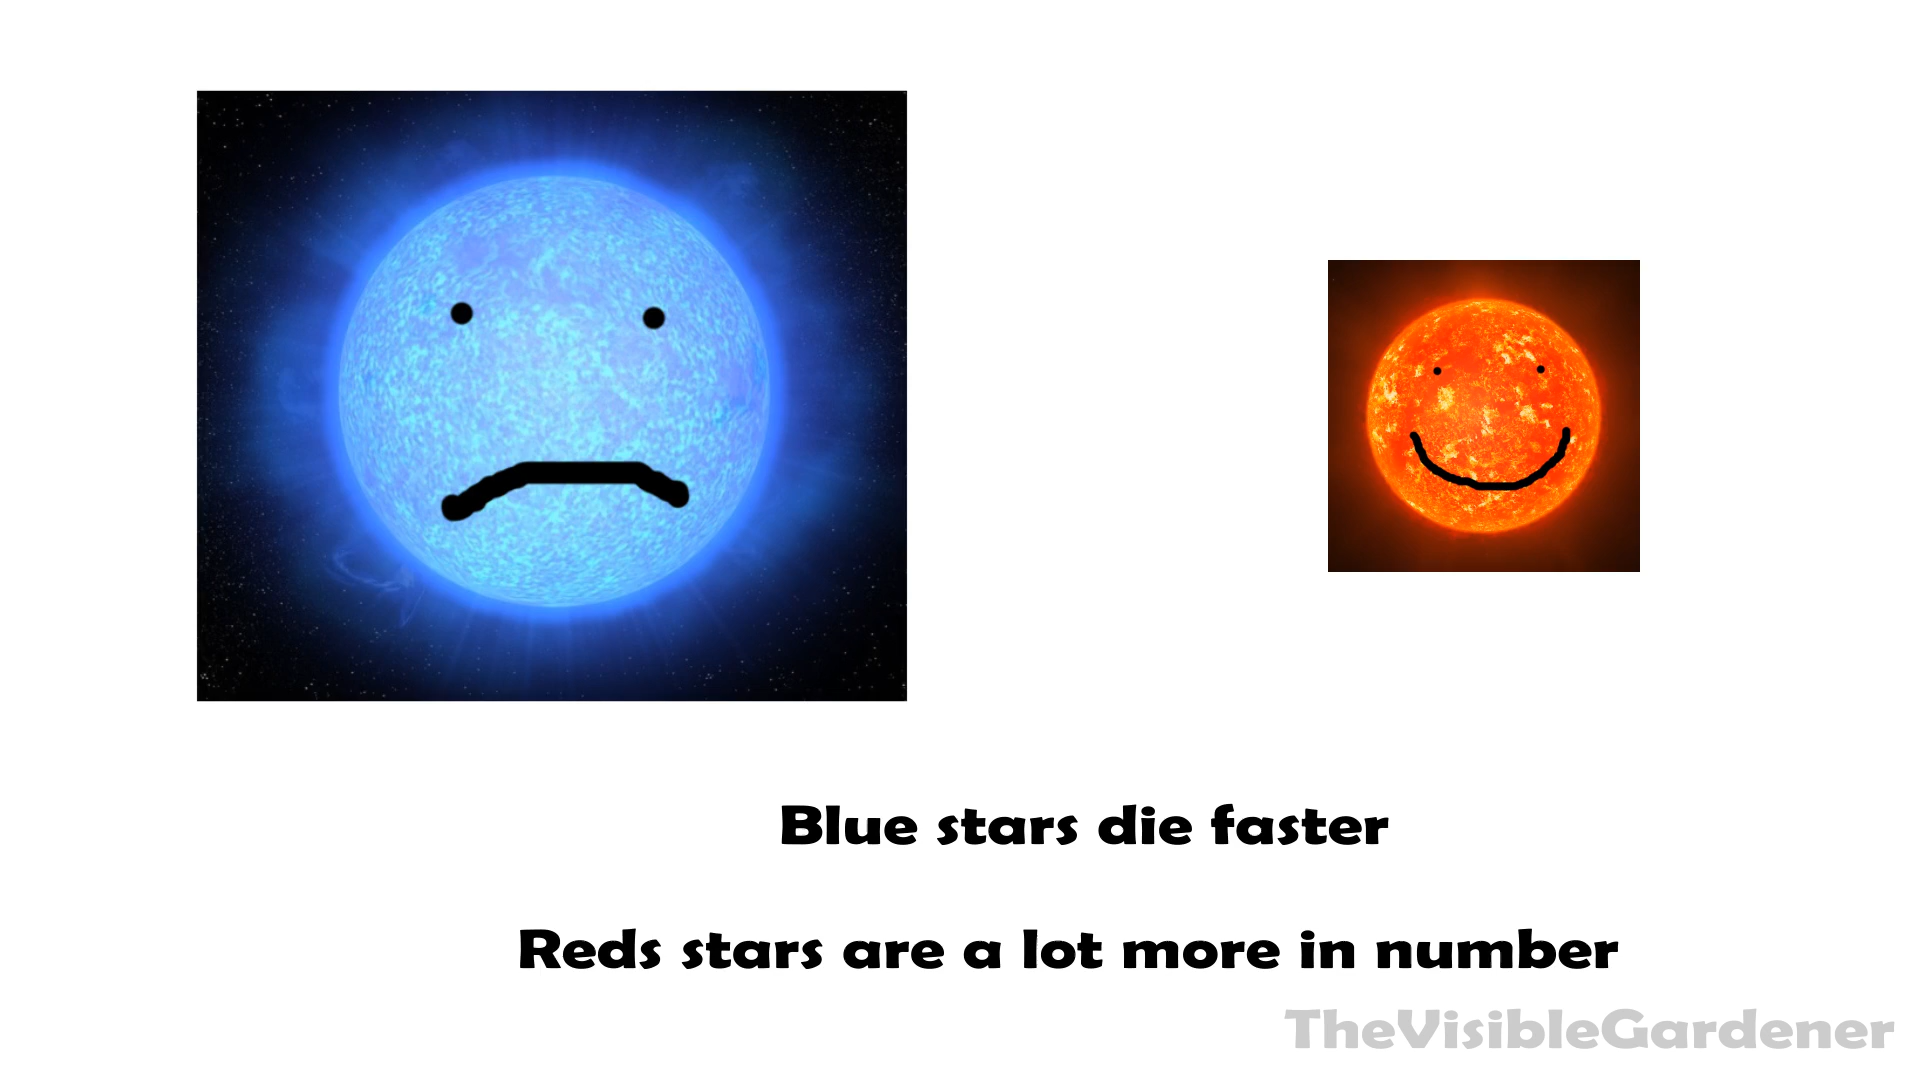 Blue stars die faster
Reds stars are a lot more in number
TheVisibleGardener